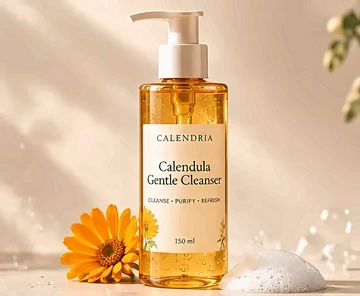 CALENDRIA
Calendula
Gentle Cleanser
CLEANSE • PURIFY • REFRESH
150 ml